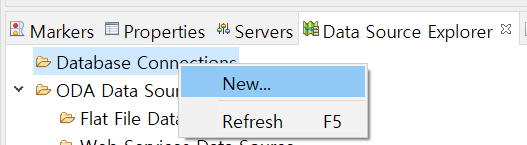 Markers Properties Servers Data Source Explorer
Database Connections
New...
ODA Data Sour
Flat File Data
Refresh F5